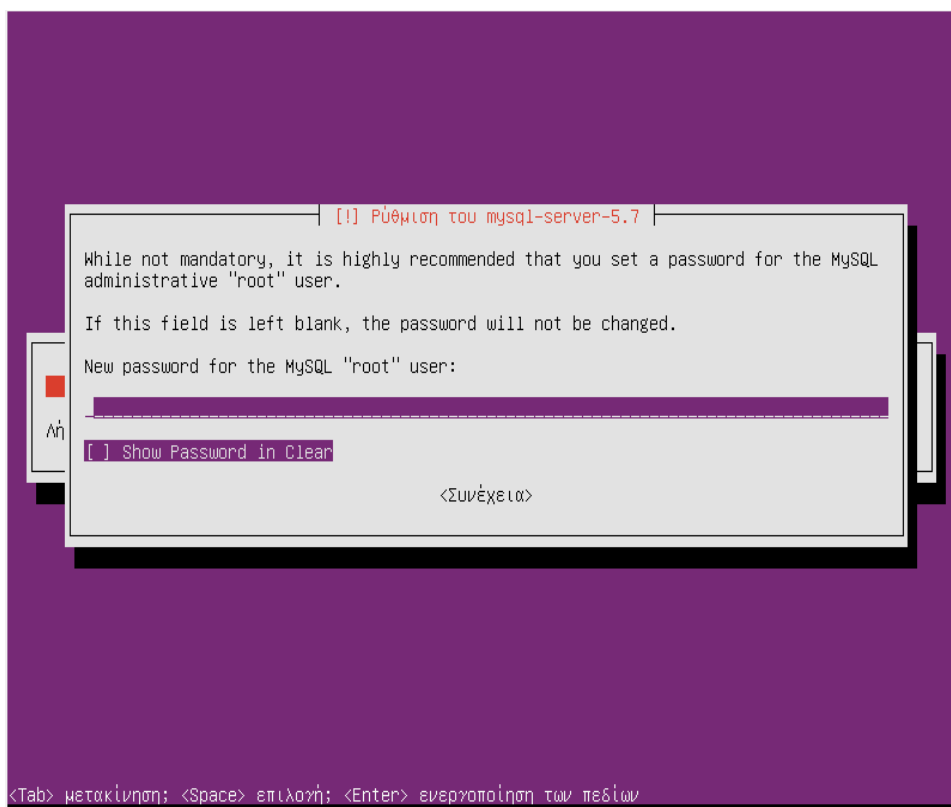 [!] Ρύθμιση του mysql-server-5.7
While not mandatory, it is highly recommended that you set a password for the MySQL
administrative "root" user.
If this field is left blank, the password will not be changed.
New password for the MySQL "root" user:
Λή
[ ] Show Password in Clear
<Συνέχεια>
<Tab> μετακίνηση; <Space> επιλογή; <Enter> ενεργοποίηση των πεδίων